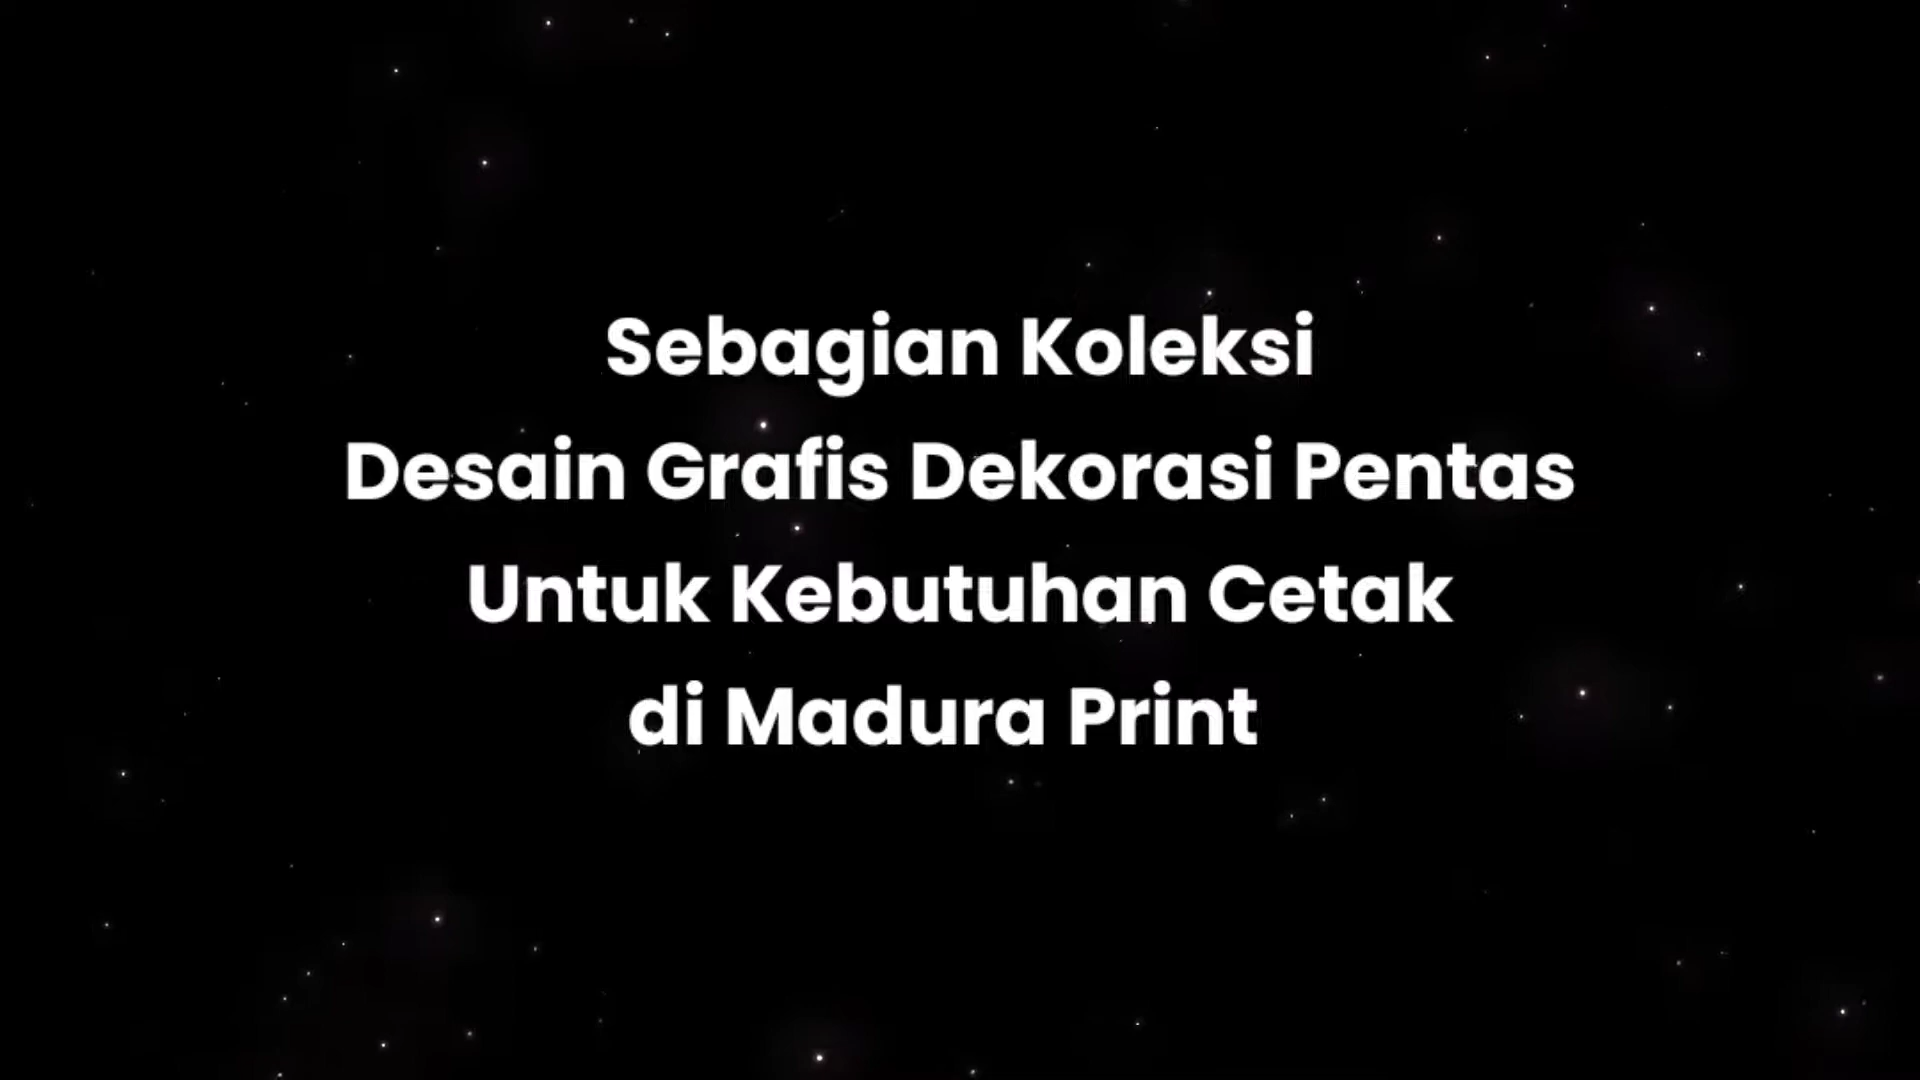 Sebagian Koleksi
Desain Grafis Dekorasi Pentas
Untuk Kebutuhan Cetak
di Madura Print